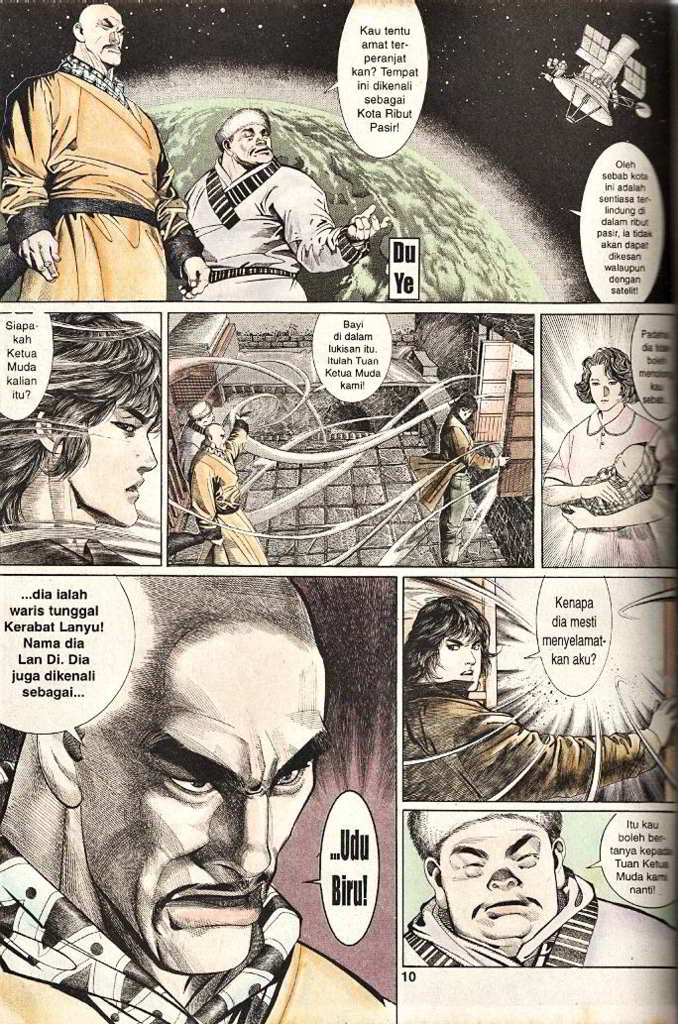 Kau tentu
amat ter-
peranjat
kan? Tempat
ini dikenali
sebagai
Kota Ribut
Pasir!
Oleh
sebab kota
ini adalah
sentiasa ter-
lindung di
dalam ribut
pasir, ia tidak
akan dapat
dikesan
walaupun
dengan
satelit!
Du
Ye
Siapa-
kah
Ketua
Muda
kalian
itu?
Bayi
di dalam
lukisan itu.
Itulah Tuan
Ketua Muda
kami!
dia
boleh
kau
sebab
...dia ialah
waris tunggal
Kerabat Lanyu!
Nama dia
Lan Di. Dia
juga dikenali
sebagai...
...Udu
Biru!
Kenapa
dia mesti
menyelamat-
kan aku?
Itu kau
boleh ber-
tanya kepada
Tuan Ketua
Muda kami
nanti!
10